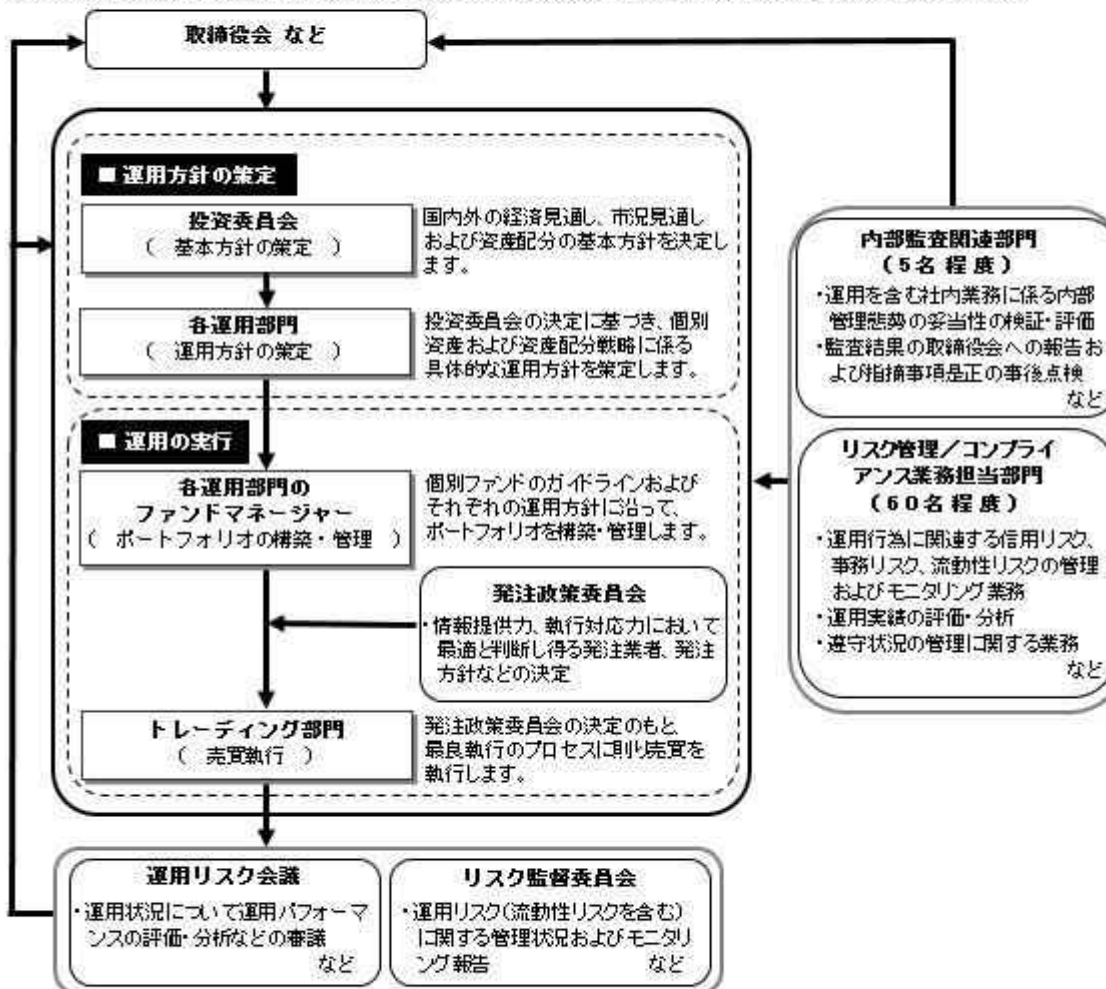 取締役会 など
■ 運用方針の策定
投資委員会
( 基本方針の策定 )
国内外の経済見通し、市況見通し
および資産配分の基本方針を決定し
ます。
各運用部門
( 運用方針の策定 )
投資委員会の決定に基づき、個別
資産および資産配分戦略に係る
具体的な運用方針を策定します。
■ 運用の実行
各運用部門の
ファンドマネージャー
( ポートフォリオの構築・管理 )
個別ファンドのガイドラインおよび
それぞれの運用方針に沿って、
ポートフォリオを構築・管理します。
発注政策委員会
・情報提供力、執行対応力において
最適と判断し得る発注業者、発注
方針などの決定
トレーディング部門
( 売買執行 )
発注政策委員会の決定のもと
最良執行のプロセスに則り売買を
執行します。
内部監査関連部門
(5名程度)
・運用を含む社内業務に係る内部
管理態勢の妥当性の検証・評価
・監査結果の取締役会への報告お
よび指摘事項是正の事後点検
など
リスク管理/コンプライ
アンス業務担当部門
(60名程度)
・運用行為に関連する信用リスク、
事務リスク、流動性リスクの管理
およびモニタリング業務
・運用実績の評価・分析
・遵守状況の管理に関する業務
など
運用リスク会議
・運用状況について運用パフォーマ
ンスの評価・分析などの審議
など
リスク監督委員会
・運用リスク(流動性リスクを含む)
に関する管理状況およびモニタリ
ング報告 など